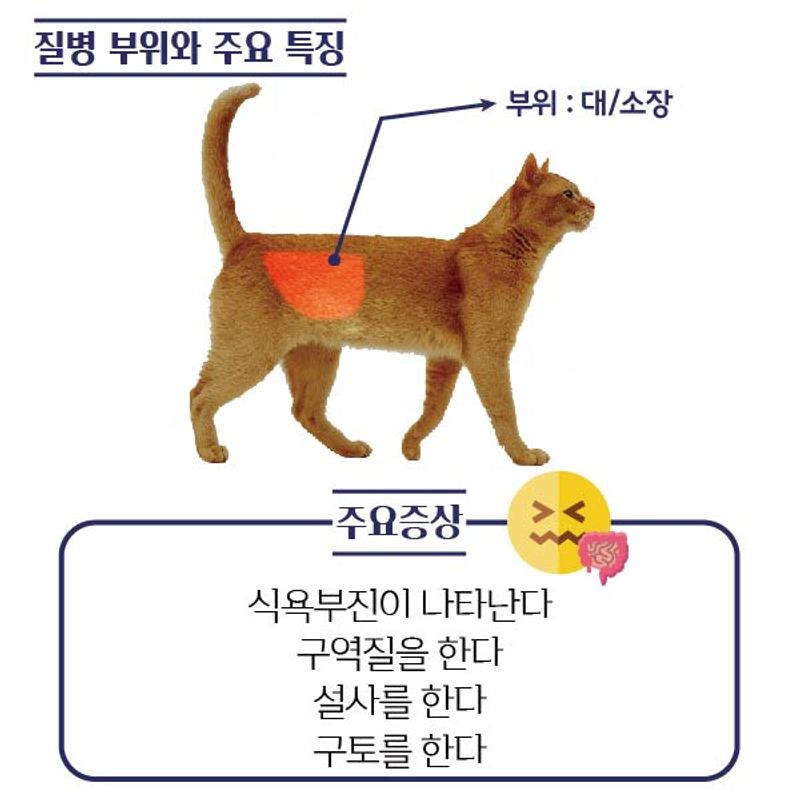 질병 부위와 주요 특징
부위 : 대/소장
주요증상
식욕부진이 나타난다
구역질을 한다
설사를 한다
구토를 한다